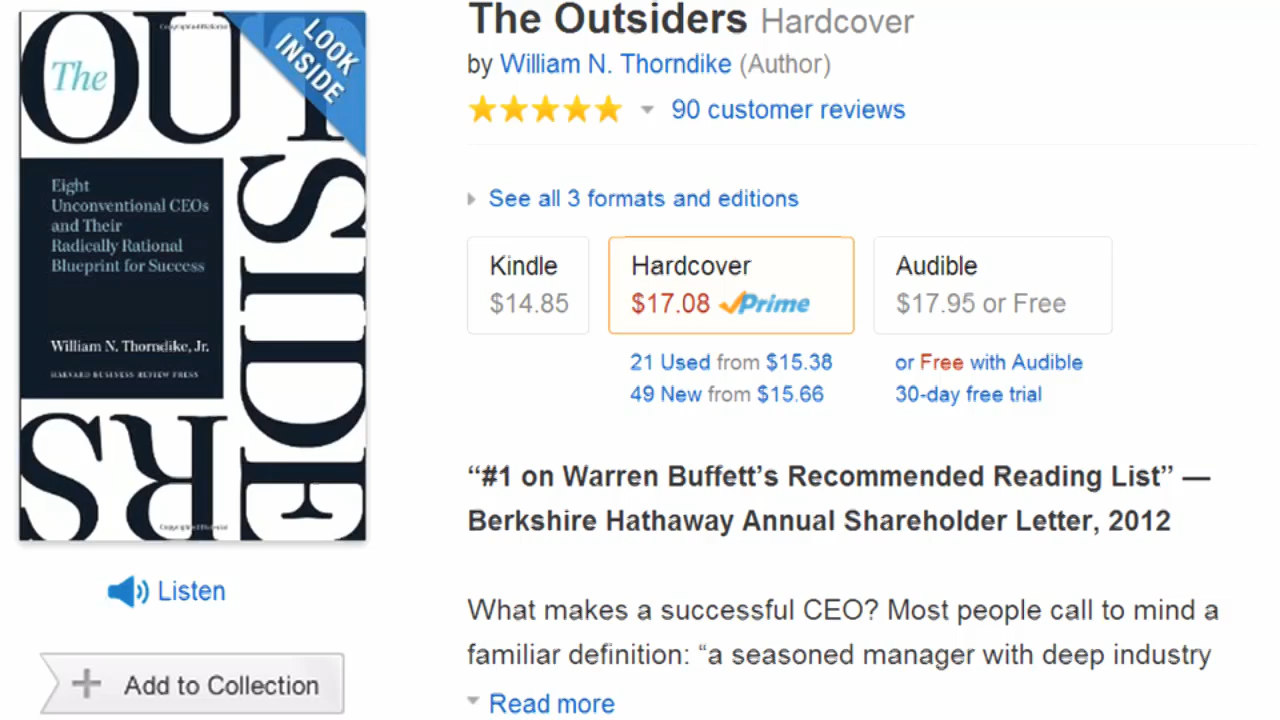 The OUTSIDERS
LOOK
INSIDE
Eight
Unconventional CEOs
and Their
Radically Rational
Blueprint for Success
William N. Thorndike, Jr.
HARVARD BUSINESS REVIEW PRESS
Listen
+ Add to Collection
The Outsiders Hardcover
by William N. Thorndike (Author)
90 customer reviews
See all 3 formats and editions
Kindle
$14.85
Hardcover
$17.08 Prime
Audible
$17.95 or Free
21 Used from $15.38
49 New from $15.66
or Free with Audible
30-day free trial
“#1 on Warren Buffett’s Recommended Reading List” —
Berkshire Hathaway Annual Shareholder Letter, 2012
What makes a successful CEO? Most people call to mind a
familiar definition: “a seasoned manager with deep industry
Read more